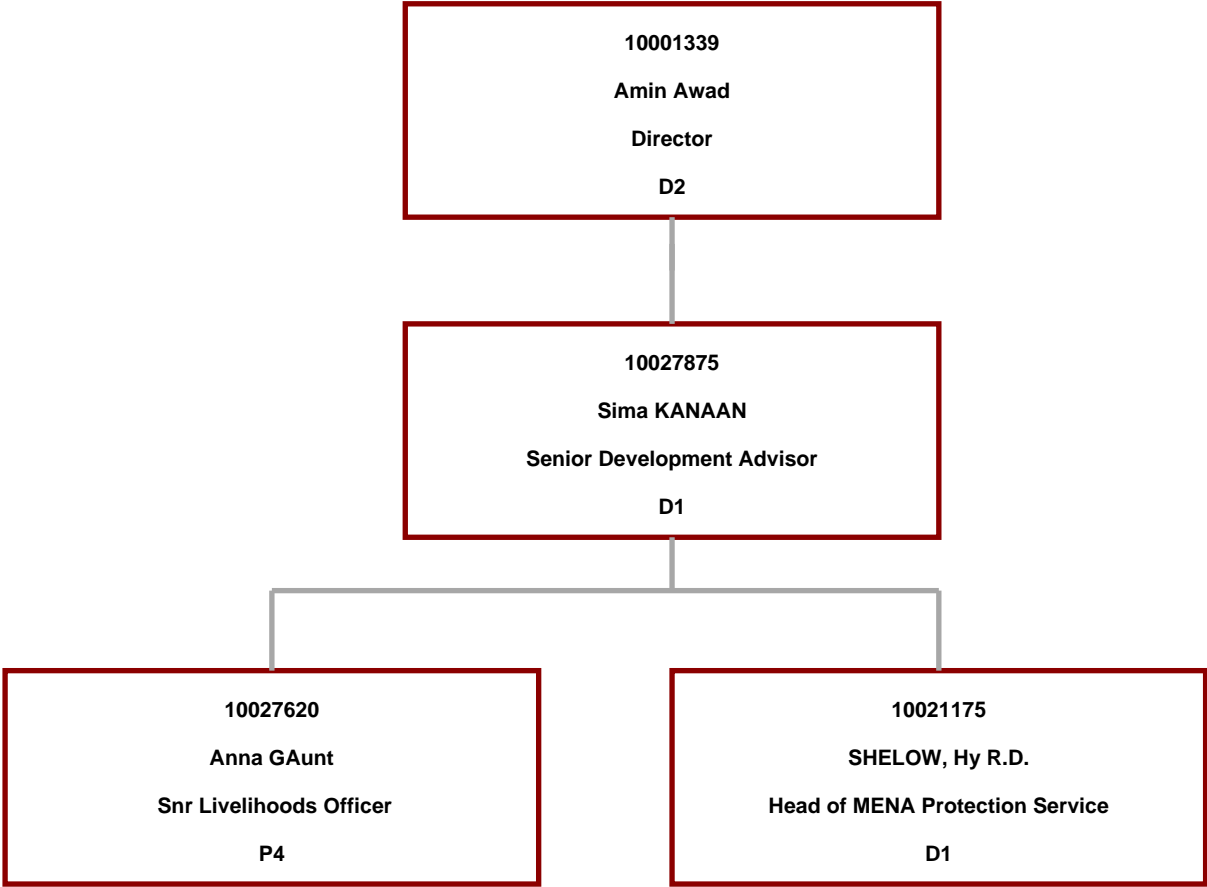 10001339
Amin Awad
Director
D2
10027875
Sima KANAAN
Senior Development Advisor
D1
10027620
Anna GAunt
Snr Livelihoods Officer
P4
10021175
SHELOW, Hy R.D.
Head of MENA Protection Service
D1